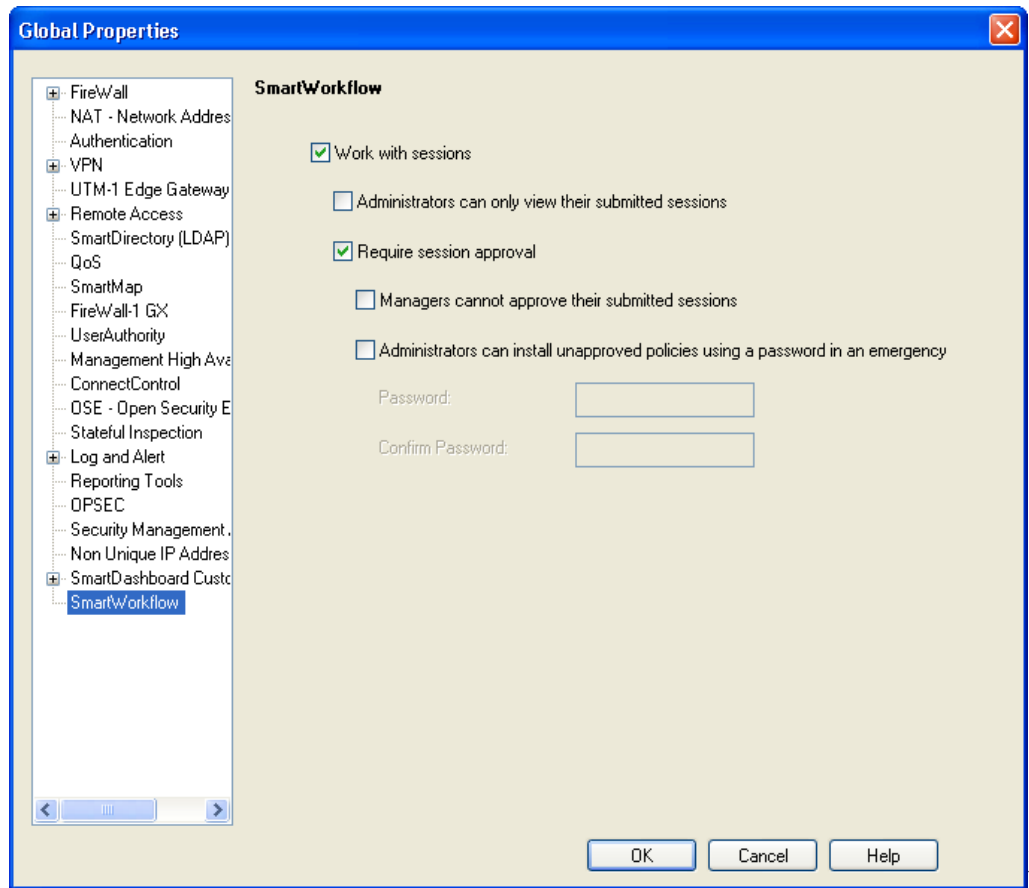 Global Properties
FireWall
NAT - Network Addres
Authentication
VPN
UTM-1 Edge Gateway
Remote Access
SmartDirectory (LDAP)
QoS
SmartMap
FireWall-1 GX
UserAuthority
Management High Ava
ConnectControl
OSE - Open Security E
Stateful Inspection
Log and Alert
Reporting Tools
OPSEC
Security Management .
Non Unique IP Addres
SmartDashboard Custo
SmartWorkflow
SmartWorkflow
Work with sessions
Administrators can only view their submitted sessions
Require session approval
Managers cannot approve their submitted sessions
Administrators can install unapproved policies using a password in an emergency
Password:
Confirm Password:
OK
Cancel
Help